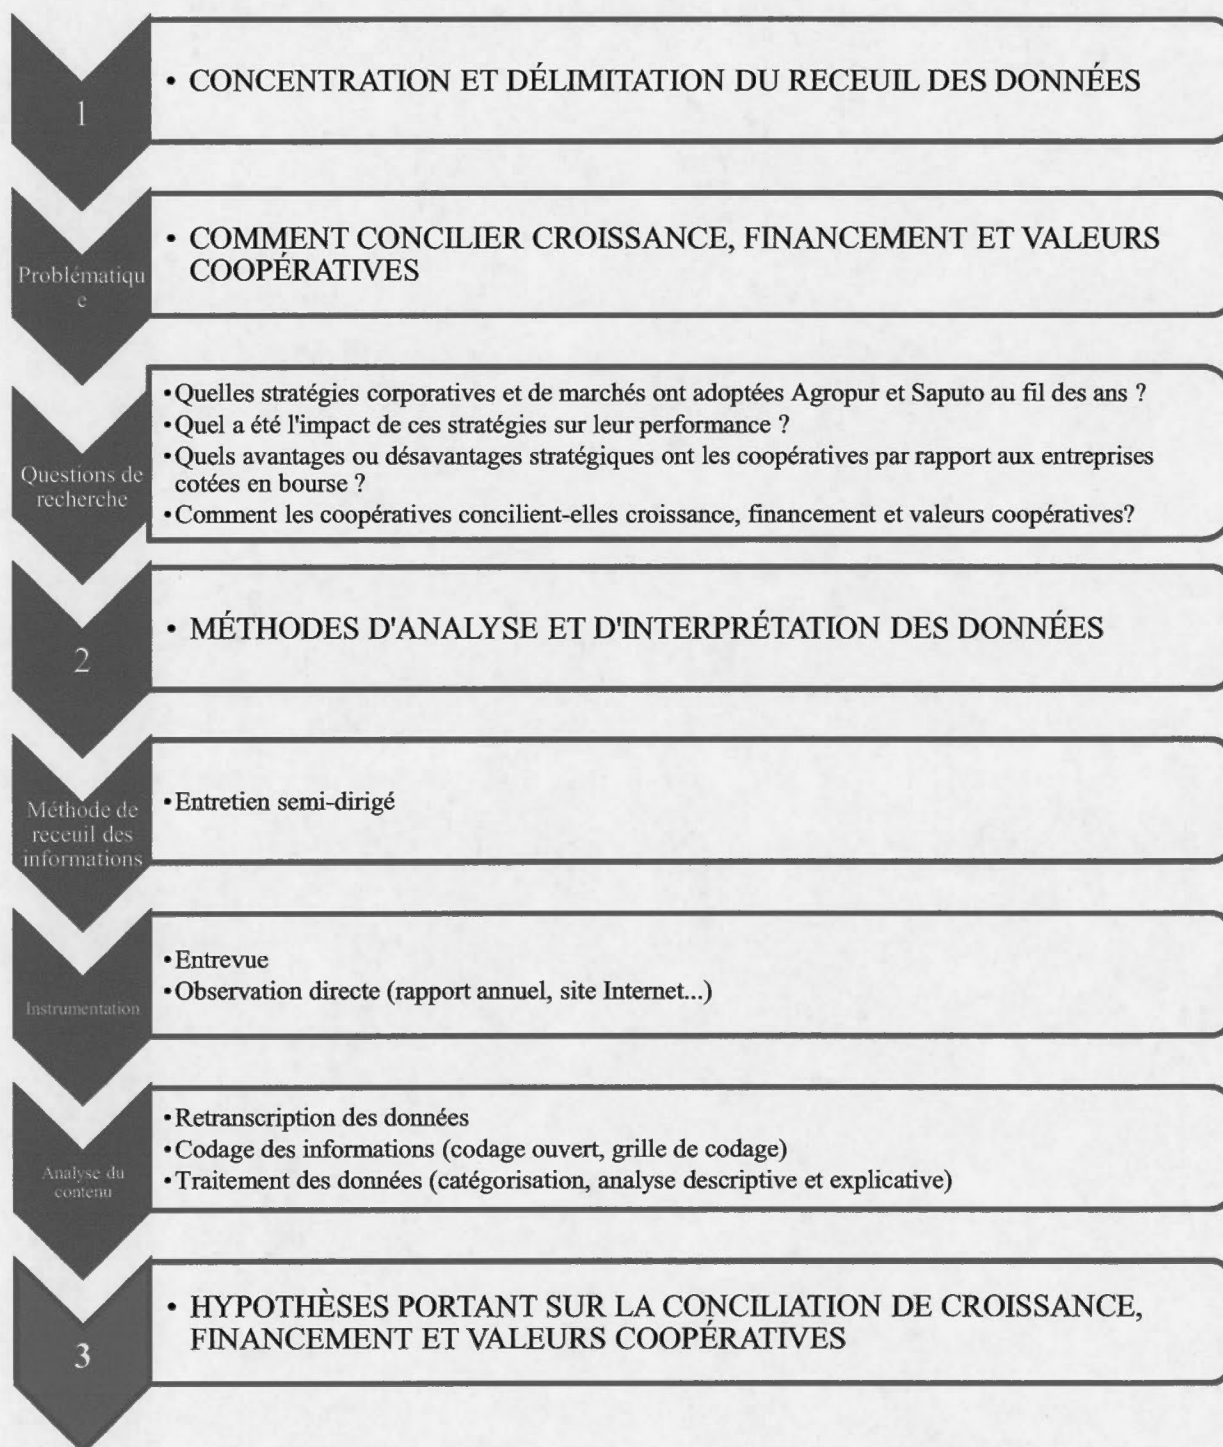 1
• CONCENTRATION ET DÉLIMITATION DU RECEUIL DES DONNÉES
Problématiqu
e
• COMMENT CONCILIER CROISSANCE, FINANCEMENT ET VALEURS
COOPÉRATIVES
Questions de
recherche
•Quelles stratégies corporatives et de marchés ont adoptées Agropur et Saputo au fil des ans ?
•Quel a été l'impact de ces stratégies sur leur performance ?
•Quels avantages ou désavantages stratégiques ont les coopératives par rapport aux entreprises
cotées en bourse ?
•Comment les coopératives concilient-elles croissance, financement et valeurs coopératives?
2
• MÉTHODES D'ANALYSE ET D'INTERPRÉTATION DES DONNÉES
Méthode de
receuil des
informations
•Entretien semi-dirigé
Instrumentation
•Entrevue
•Observation directe (rapport annuel, site Internet...)
Analyse du
contenu
•Retranscription des données
•Codage des informations (codage ouvert, grille de codage)
•Traitement des données (catégorisation, analyse descriptive et explicative)
3
• HYPOTHÈSES PORTANT SUR LA CONCILIATION DE CROISSANCE,
FINANCEMENT ET VALEURS COOPÉRATIVES